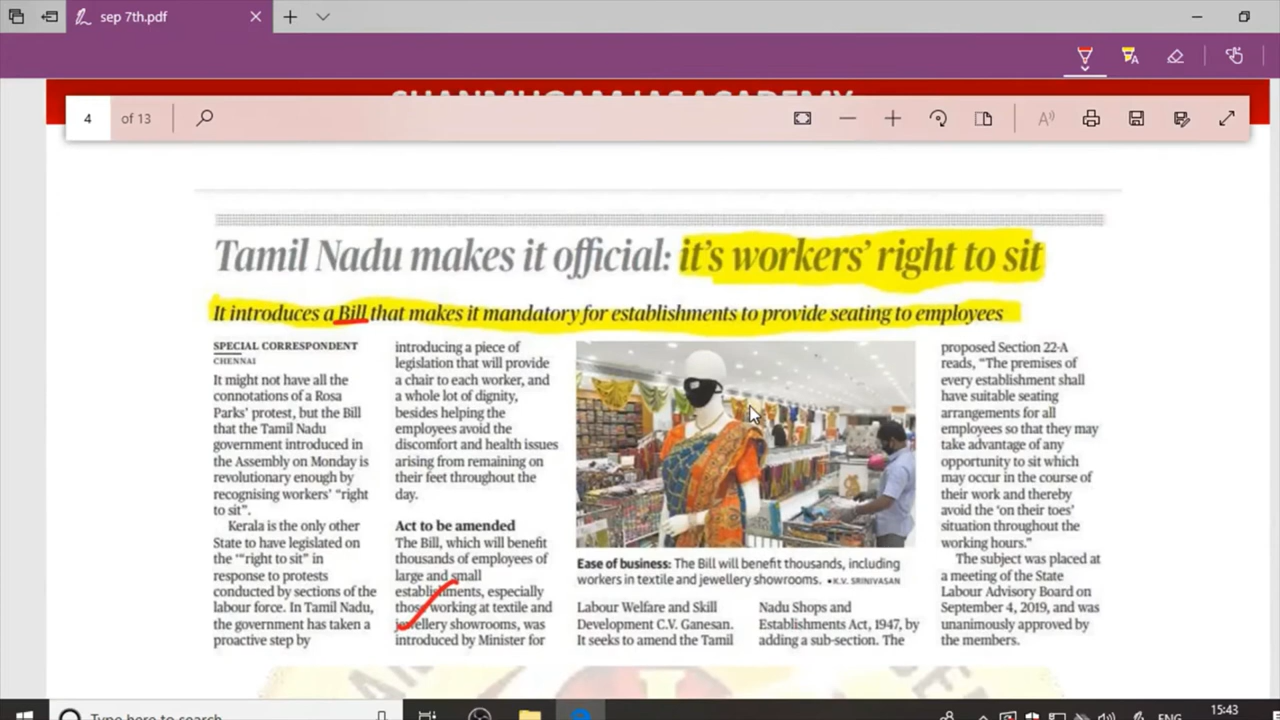 sep 7th.pdf
SHANMUGAM IAS ACADEMY
4 of 13
Tamil Nadu makes it official: it's workers' right to sit
It introduces a Bill that makes it mandatory for establishments to provide seating to employees
SPECIAL CORRESPONDENT
CHENNAI
It might not have all the
connotations of a Rosa
Parks' protest, but the Bill
that the Tamil Nadu
government introduced in
the Assembly on Monday is
revolutionary enough by
recognising workers' "right
to sit".
Kerala is the only other
State to have legislated on
the '"right to sit" in
response to protests
conducted by sections of the
labour force. In Tamil Nadu,
the government has taken a
proactive step by
introducing a piece of
legislation that will provide
a chair to each worker, and
a whole lot of dignity,
besides helping the
employees avoid the
discomfort and health issues
arising from remaining on
their feet throughout the
day.
Act to be amended
The Bill, which will benefit
thousands of employees of
large and small
establishments, especially
those working at textile and
jewellery showrooms, was
introduced by Minister for
Ease of business: The Bill will benefit thousands, including
workers in textile and jewellery showrooms. •K.V. SRINIVASAN
Labour Welfare and Skill
Development C.V. Ganesan.
It seeks to amend the Tamil
Nadu Shops and
Establishments Act, 1947, by
adding a sub-section. The
proposed Section 22-A
reads, "The premises of
every establishment shall
have suitable seating
arrangements for all
employees so that they may
take advantage of any
opportunity to sit which
may occur in the course of
their work and thereby
avoid the 'on their toes'
situation throughout the
working hours."
The subject was placed at
a meeting of the State
Labour Advisory Board on
September 4, 2019, and was
unanimously approved by
the members.
Type here to search
ENG
15:43